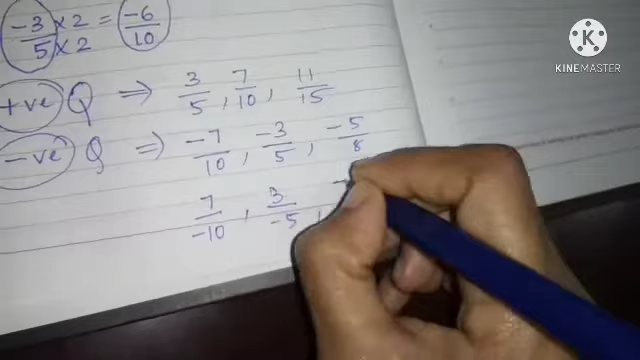 -3/5 × 2/× 2 = -6/10
+ve Q ⇒ 3/5, 7/10, 11/15
-ve Q ⇒ -7/10, -3/5, -5/8
7/-10, 3/-5,
K
KINEMASTER